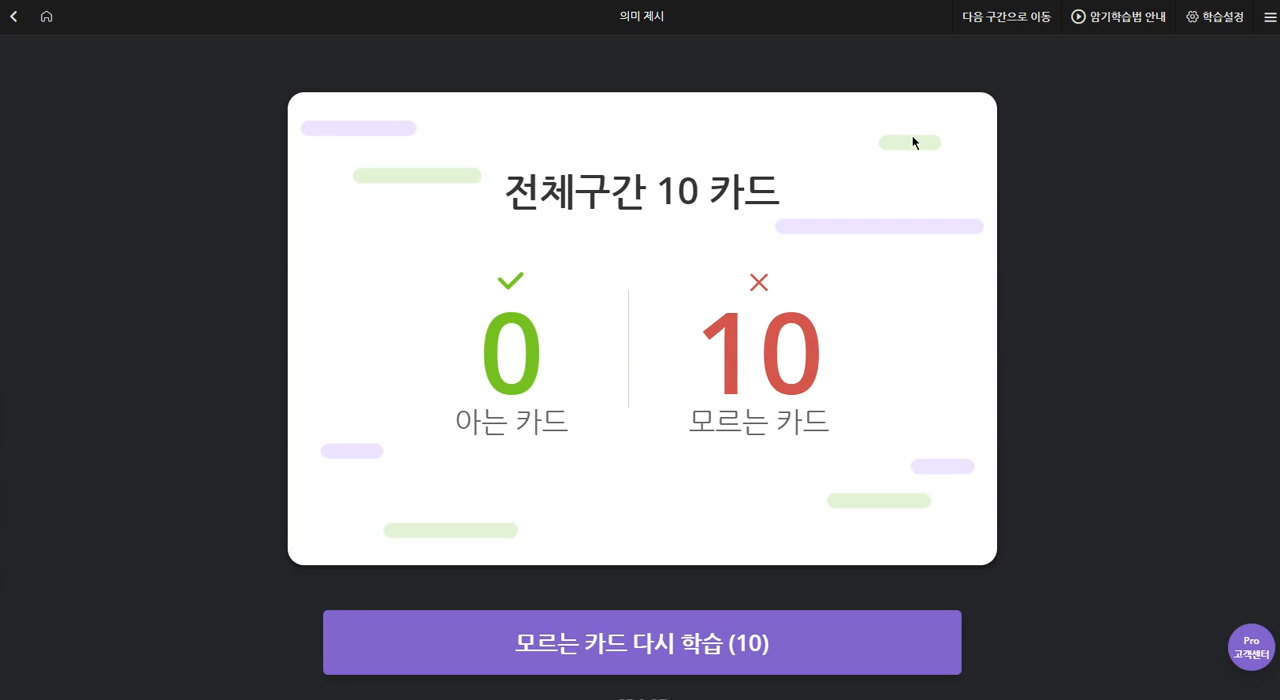 의미 제시
다음 구간으로 이동
암기학습법 안내
학습설정
전체구간 10 카드
0
아는 카드
10
모르는 카드
모르는 카드 다시 학습 (10)
Pro
고객센터